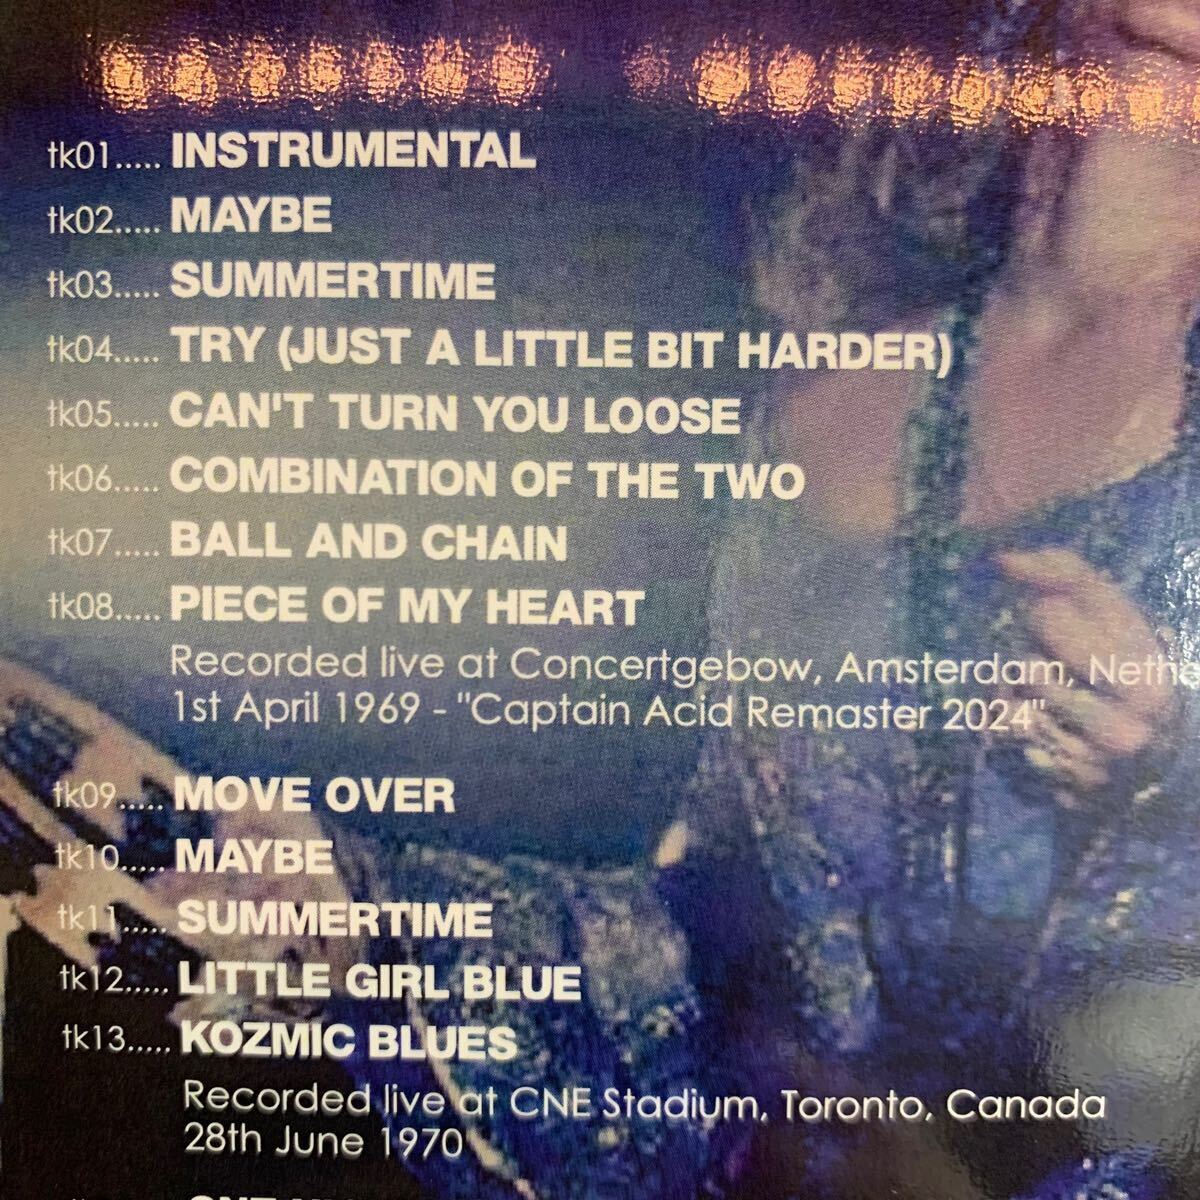 tk01..... INSTRUMENTAL
tk02..... MAYBE
tk03..... SUMMERTIME
tk04..... TRY (JUST A LITTLE BIT HARDER)
tk05..... CAN'T TURN YOU LOOSE
tk06..... COMBINATION OF THE TWO
tk07..... BALL AND CHAIN
tk08..... PIECE OF MY HEART
Recorded live at Concertgebow, Amsterdam,
1st April 1969 - "Captain Acid Remaster 2024"
tk09..... MOVE OVER
tk10..... MAYBE
tk11..... SUMMERTIME
tk12..... LITTLE GIRL BLUE
tk13..... KOZMIC BLUES
Recorded live at CNE Stadium, Toronto, Canada
28th June 1970